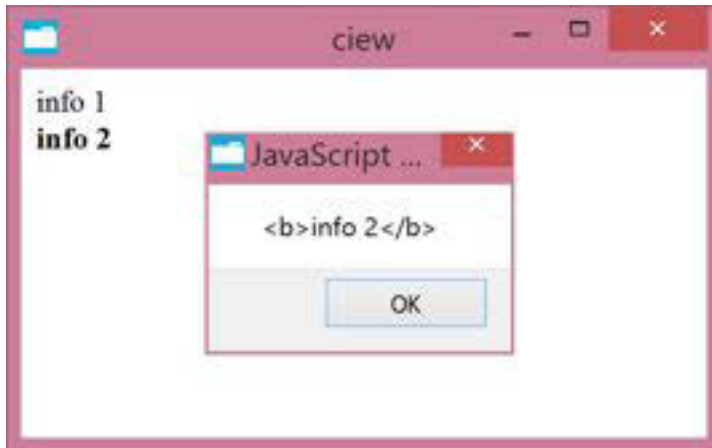 ciew
info 1
info 2
JavaScript ...
<b>info 2</b>
OK